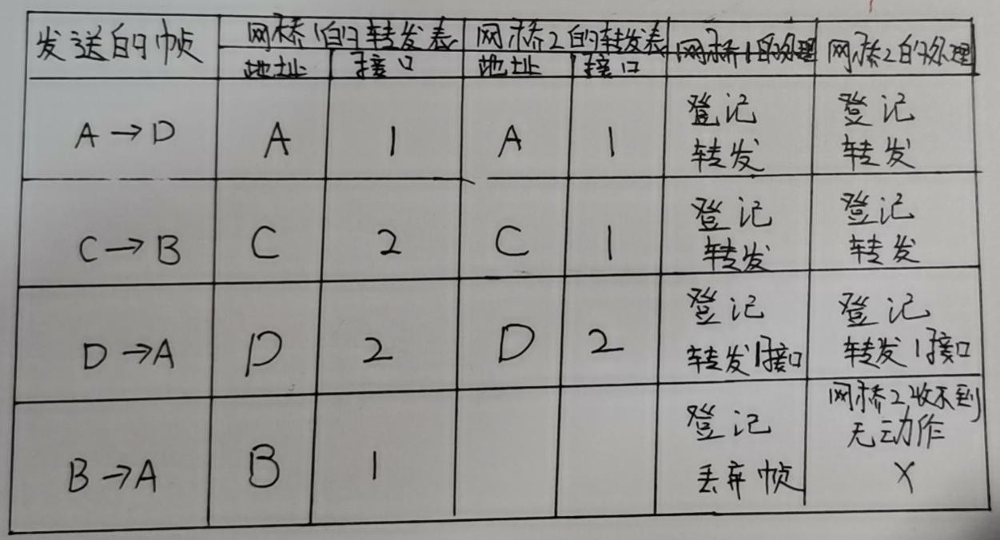 发送的帧 网桥1的转发表 网桥2的转发表 网桥1的处理 网桥2的处理
地址 接口 地址 接口
A→D A 1 A 1 登记 登记
转发 转发
C→B C 2 C 1 登记 登记
转发 转发
D→A D 2 D 2 登记 登记
转发1接口 转发1接口
B→A B 1 登记 网桥2收不到
丢弃帧 无动作
X